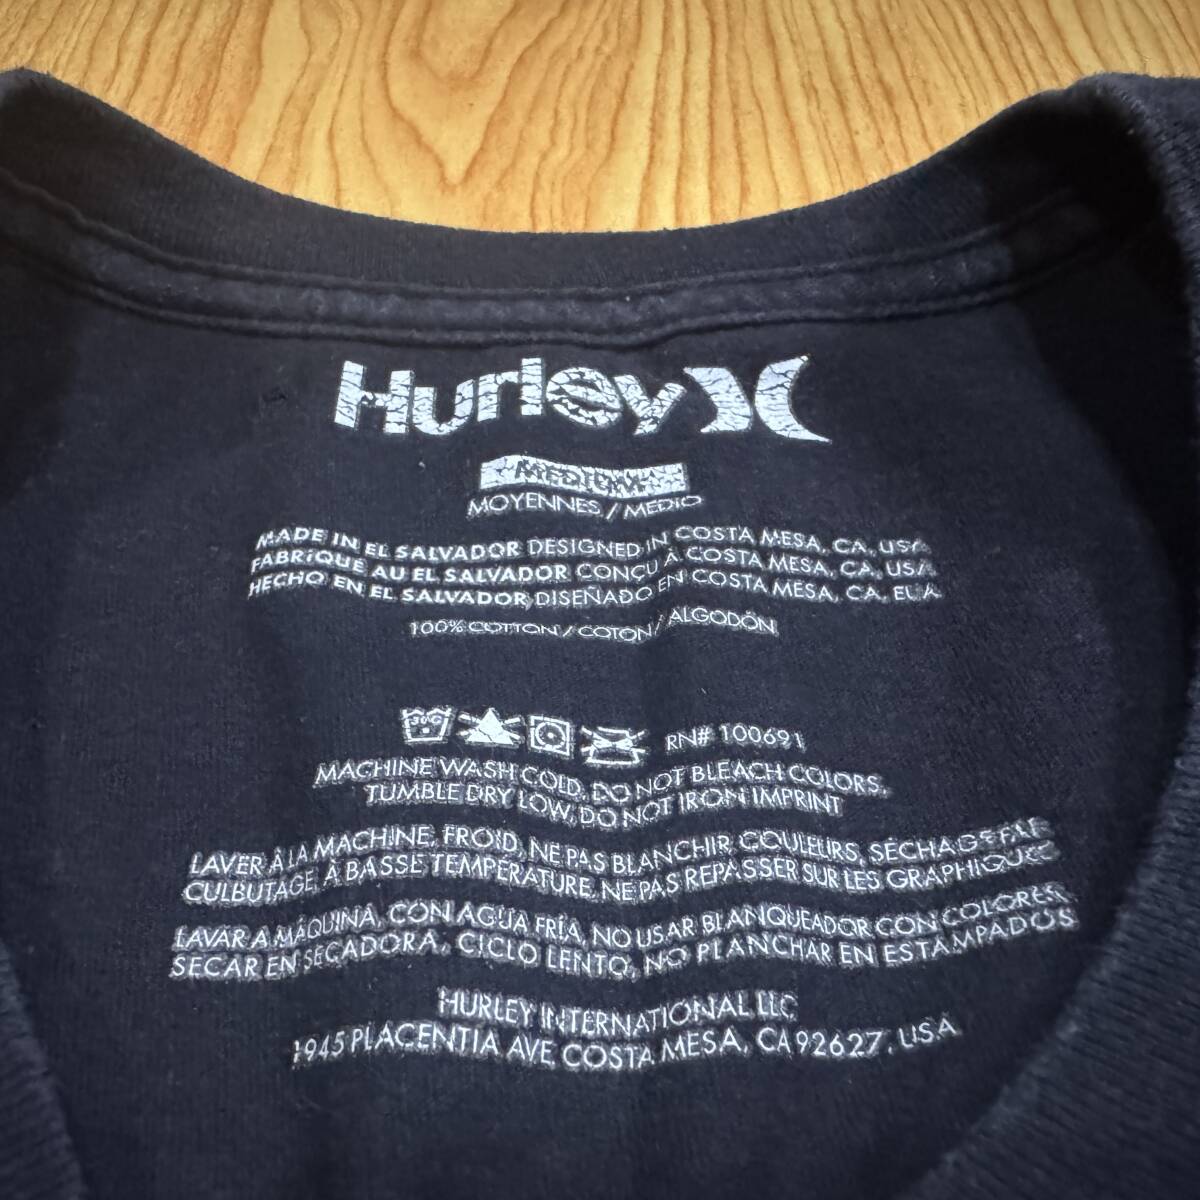 Hurley
MEDIUM
MOYENNES / MEDIO
MADE IN EL SALVADOR DESIGNED IN COSTA MESA, CA, USA
FABRIQUÉ AU EL SALVADOR CONÇU À COSTA MESA, CA, USA
HECHO EN EL SALVADOR, DISEÑADO EN COSTA MESA, CA, EUA
100% COTTON / COTON / ALGODÓN
RN# 100691
MACHINE WASH COLD, DO NOT BLEACH COLORS,
TUMBLE DRY LOW, DO NOT IRON IMPRINT
LAVER À LA MACHINE, FROID, NE PAS BLANCHIR COULEURS, SÉCHAGE PAR
CULBUTAGE, À BASSE TEMPÉRATURE, NE PAS REPASSER SUR LES GRAPHIQUES
LAVAR A MÁQUINA, CON AGUA FRÍA, NO USAR BLANQUEADOR CON COLORES,
SECAR EN SECADORA, CICLO LENTO, NO PLANCHAR EN ESTAMPADOS
HURLEY INTERNATIONAL LLC
1945 PLACENTIA AVE. COSTA MESA, CA 92627, USA